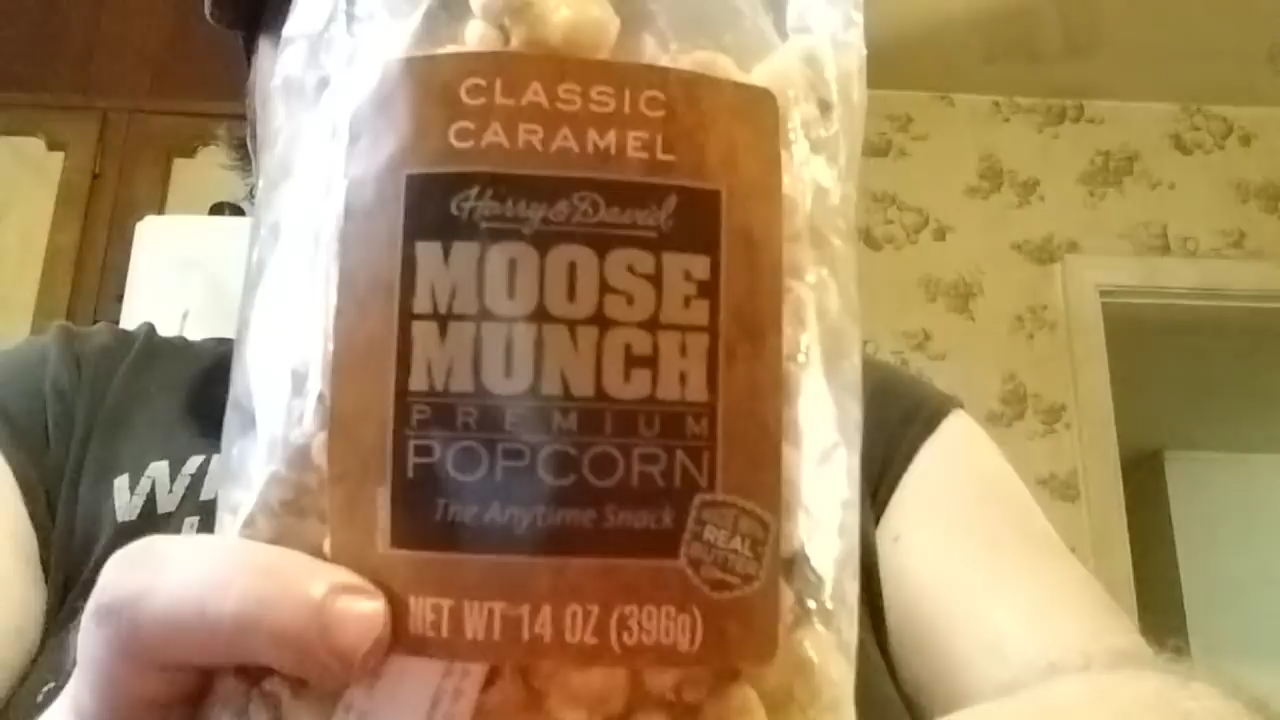 CLASSIC
CARAMEL
Harry & David
MOOSE
MUNCH
PREMIUM
POPCORN
The Anytime Snack
REAL
BUTTER
NET WT 14 OZ (396g)